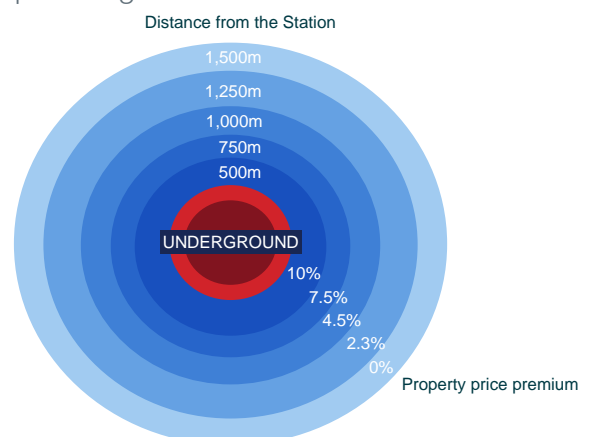 Distance from the Station
1,500m
1,250m
1,000m
750m
500m
UNDERGROUND
10%
7.5%
4.5%
2.3%
0%
Property price premium